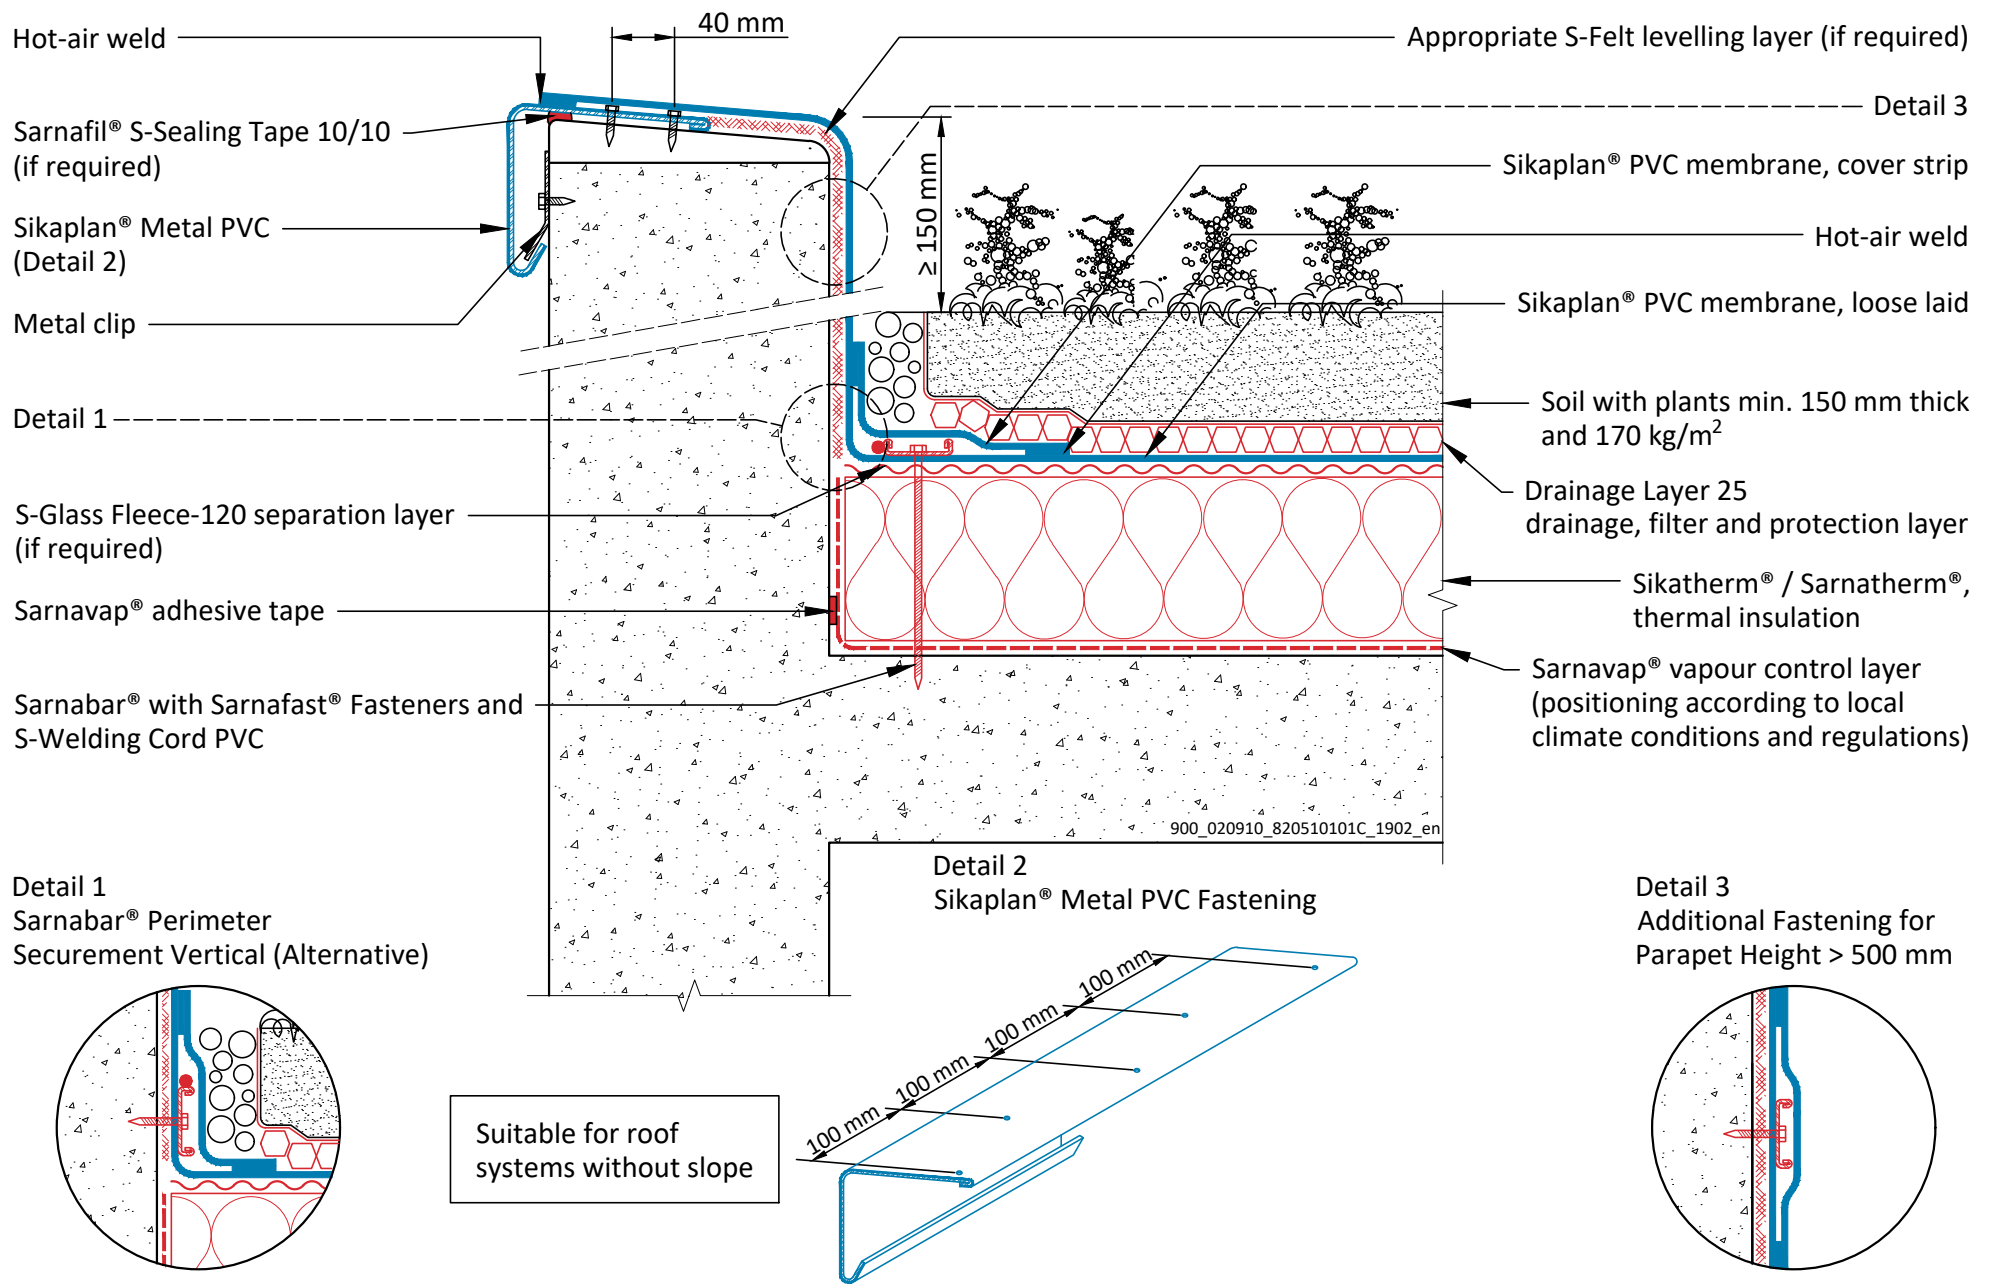 40 mm
Hot-air weld
Appropriate S-Felt levelling layer (if required)
Detail 3
Sarnafil® S-Sealing Tape 10/10
(if required)
Sikaplan® PVC membrane, cover strip
≥ 150 mm
Sikaplan® Metal PVC
(Detail 2)
Hot-air weld
Metal clip
Sikaplan® PVC membrane, loose laid
Detail 1
Soil with plants min. 150 mm thick
and 170 kg/m²
S-Glass Fleece-120 separation layer
(if required)
Drainage Layer 25
drainage, filter and protection layer
Sarnavap® adhesive tape
Sikatherm® / Sarnatherm®,
thermal insulation
Sarnabar® with Sarnafast® Fasteners and
S-Welding Cord PVC
Sarnavap® vapour control layer
(positioning according to local
climate conditions and regulations)
900_020910_820510101C_1902_en
Detail 1
Sarnabar® Perimeter
Securement Vertical (Alternative)
Detail 2
Sikaplan® Metal PVC Fastening
Detail 3
Additional Fastening for
Parapet Height > 500 mm
100 mm
100 mm
100 mm
100 mm
Suitable for roof
systems without slope